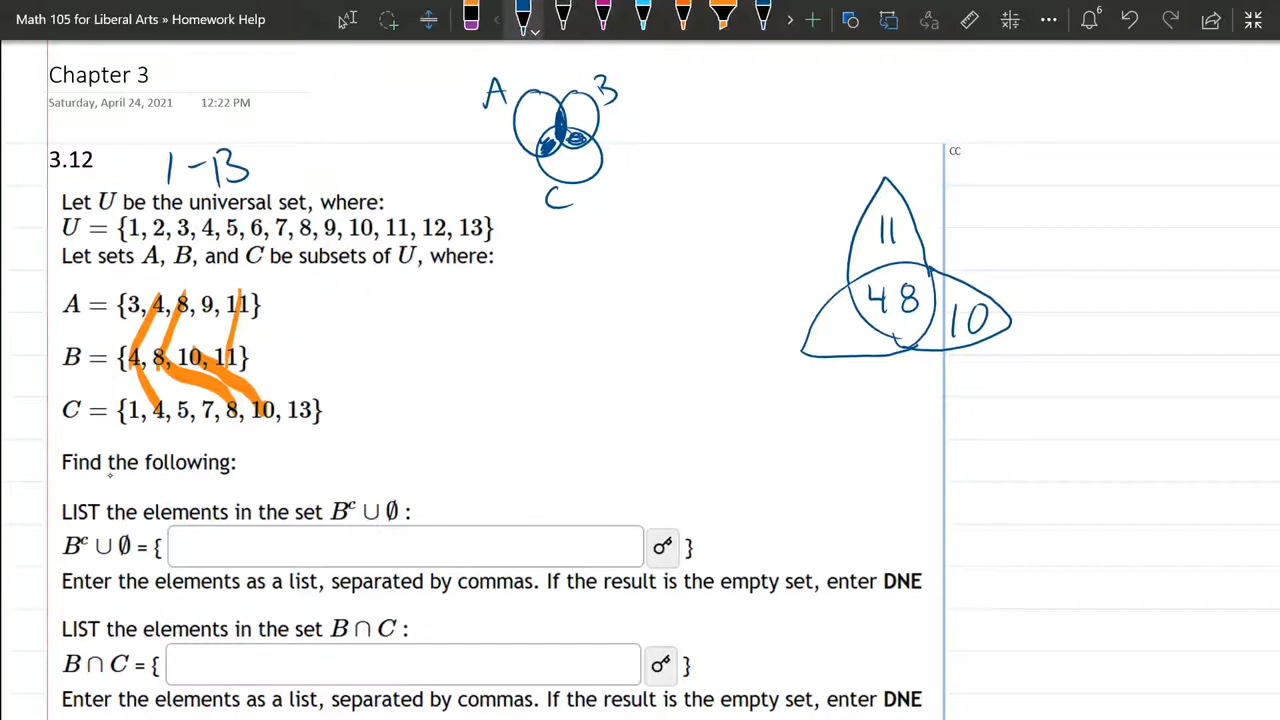 Math 105 for Liberal Arts » Homework Help
6
Chapter 3
Saturday, April 24, 2021 12:22 PM
A B
C
3.12 1-13
CC
Let U be the universal set, where:
U = {1, 2, 3, 4, 5, 6, 7, 8, 9, 10, 11, 12, 13}
Let sets A, B, and C be subsets of U, where:
A = {3, 4, 8, 9, 11}
B = {4, 8, 10, 11}
C = {1, 4, 5, 7, 8, 10, 13}
11
4 8
10
Find the following:
LIST the elements in the set Bᶜ ∪ ∅ :
Bᶜ ∪ ∅ = { }
Enter the elements as a list, separated by commas. If the result is the empty set, enter DNE
LIST the elements in the set B ∩ C :
B ∩ C = { }
Enter the elements as a list, separated by commas. If the result is the empty set, enter DNE